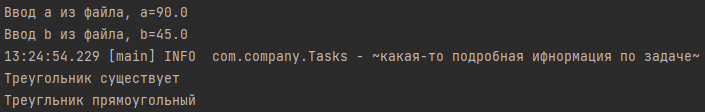 Ввод a из файла, a=90.0
Ввод b из файла, b=45.0
13:24:54.229 [main] INFO  com.company.Tasks - ~какая-то подробная ифнормация по задаче~
Треугольник существует
Треугльник прямоугольный